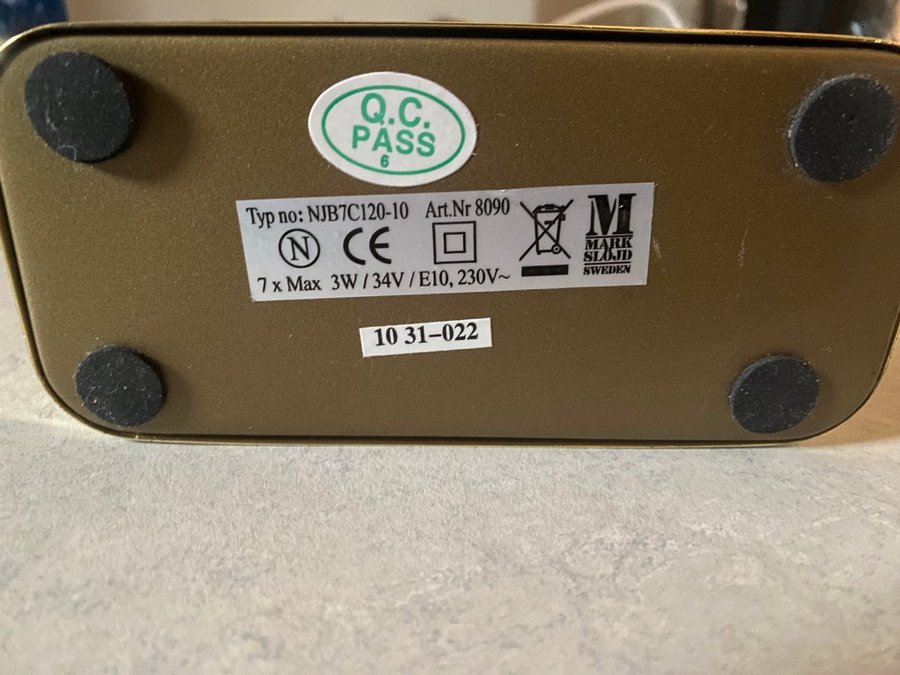 Q.C.
PASS
6
Typ no: NJB7C120-10 Art.Nr 8090
N CE
7 x Max 3W / 34V / E10, 230V~
M
MARK
SLÖJD
SWEDEN
10 31-022